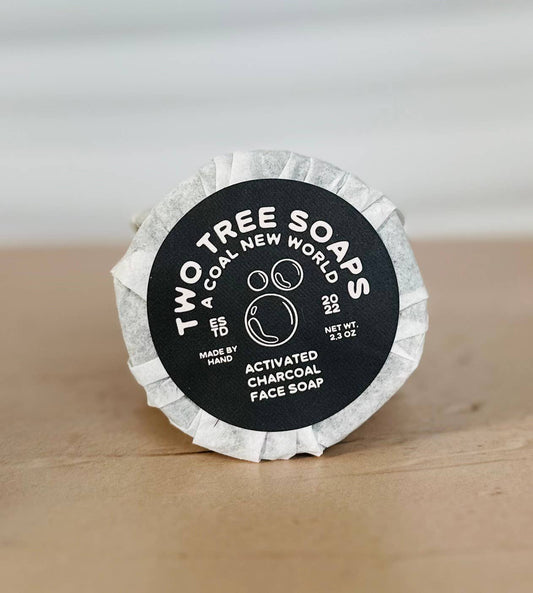 TWO TREE SOAPS
A COAL NEW WORLD
ES
TD
20
22
MADE BY
HAND
NET WT.
2.3 OZ
ACTIVATED
CHARCOAL
FACE SOAP